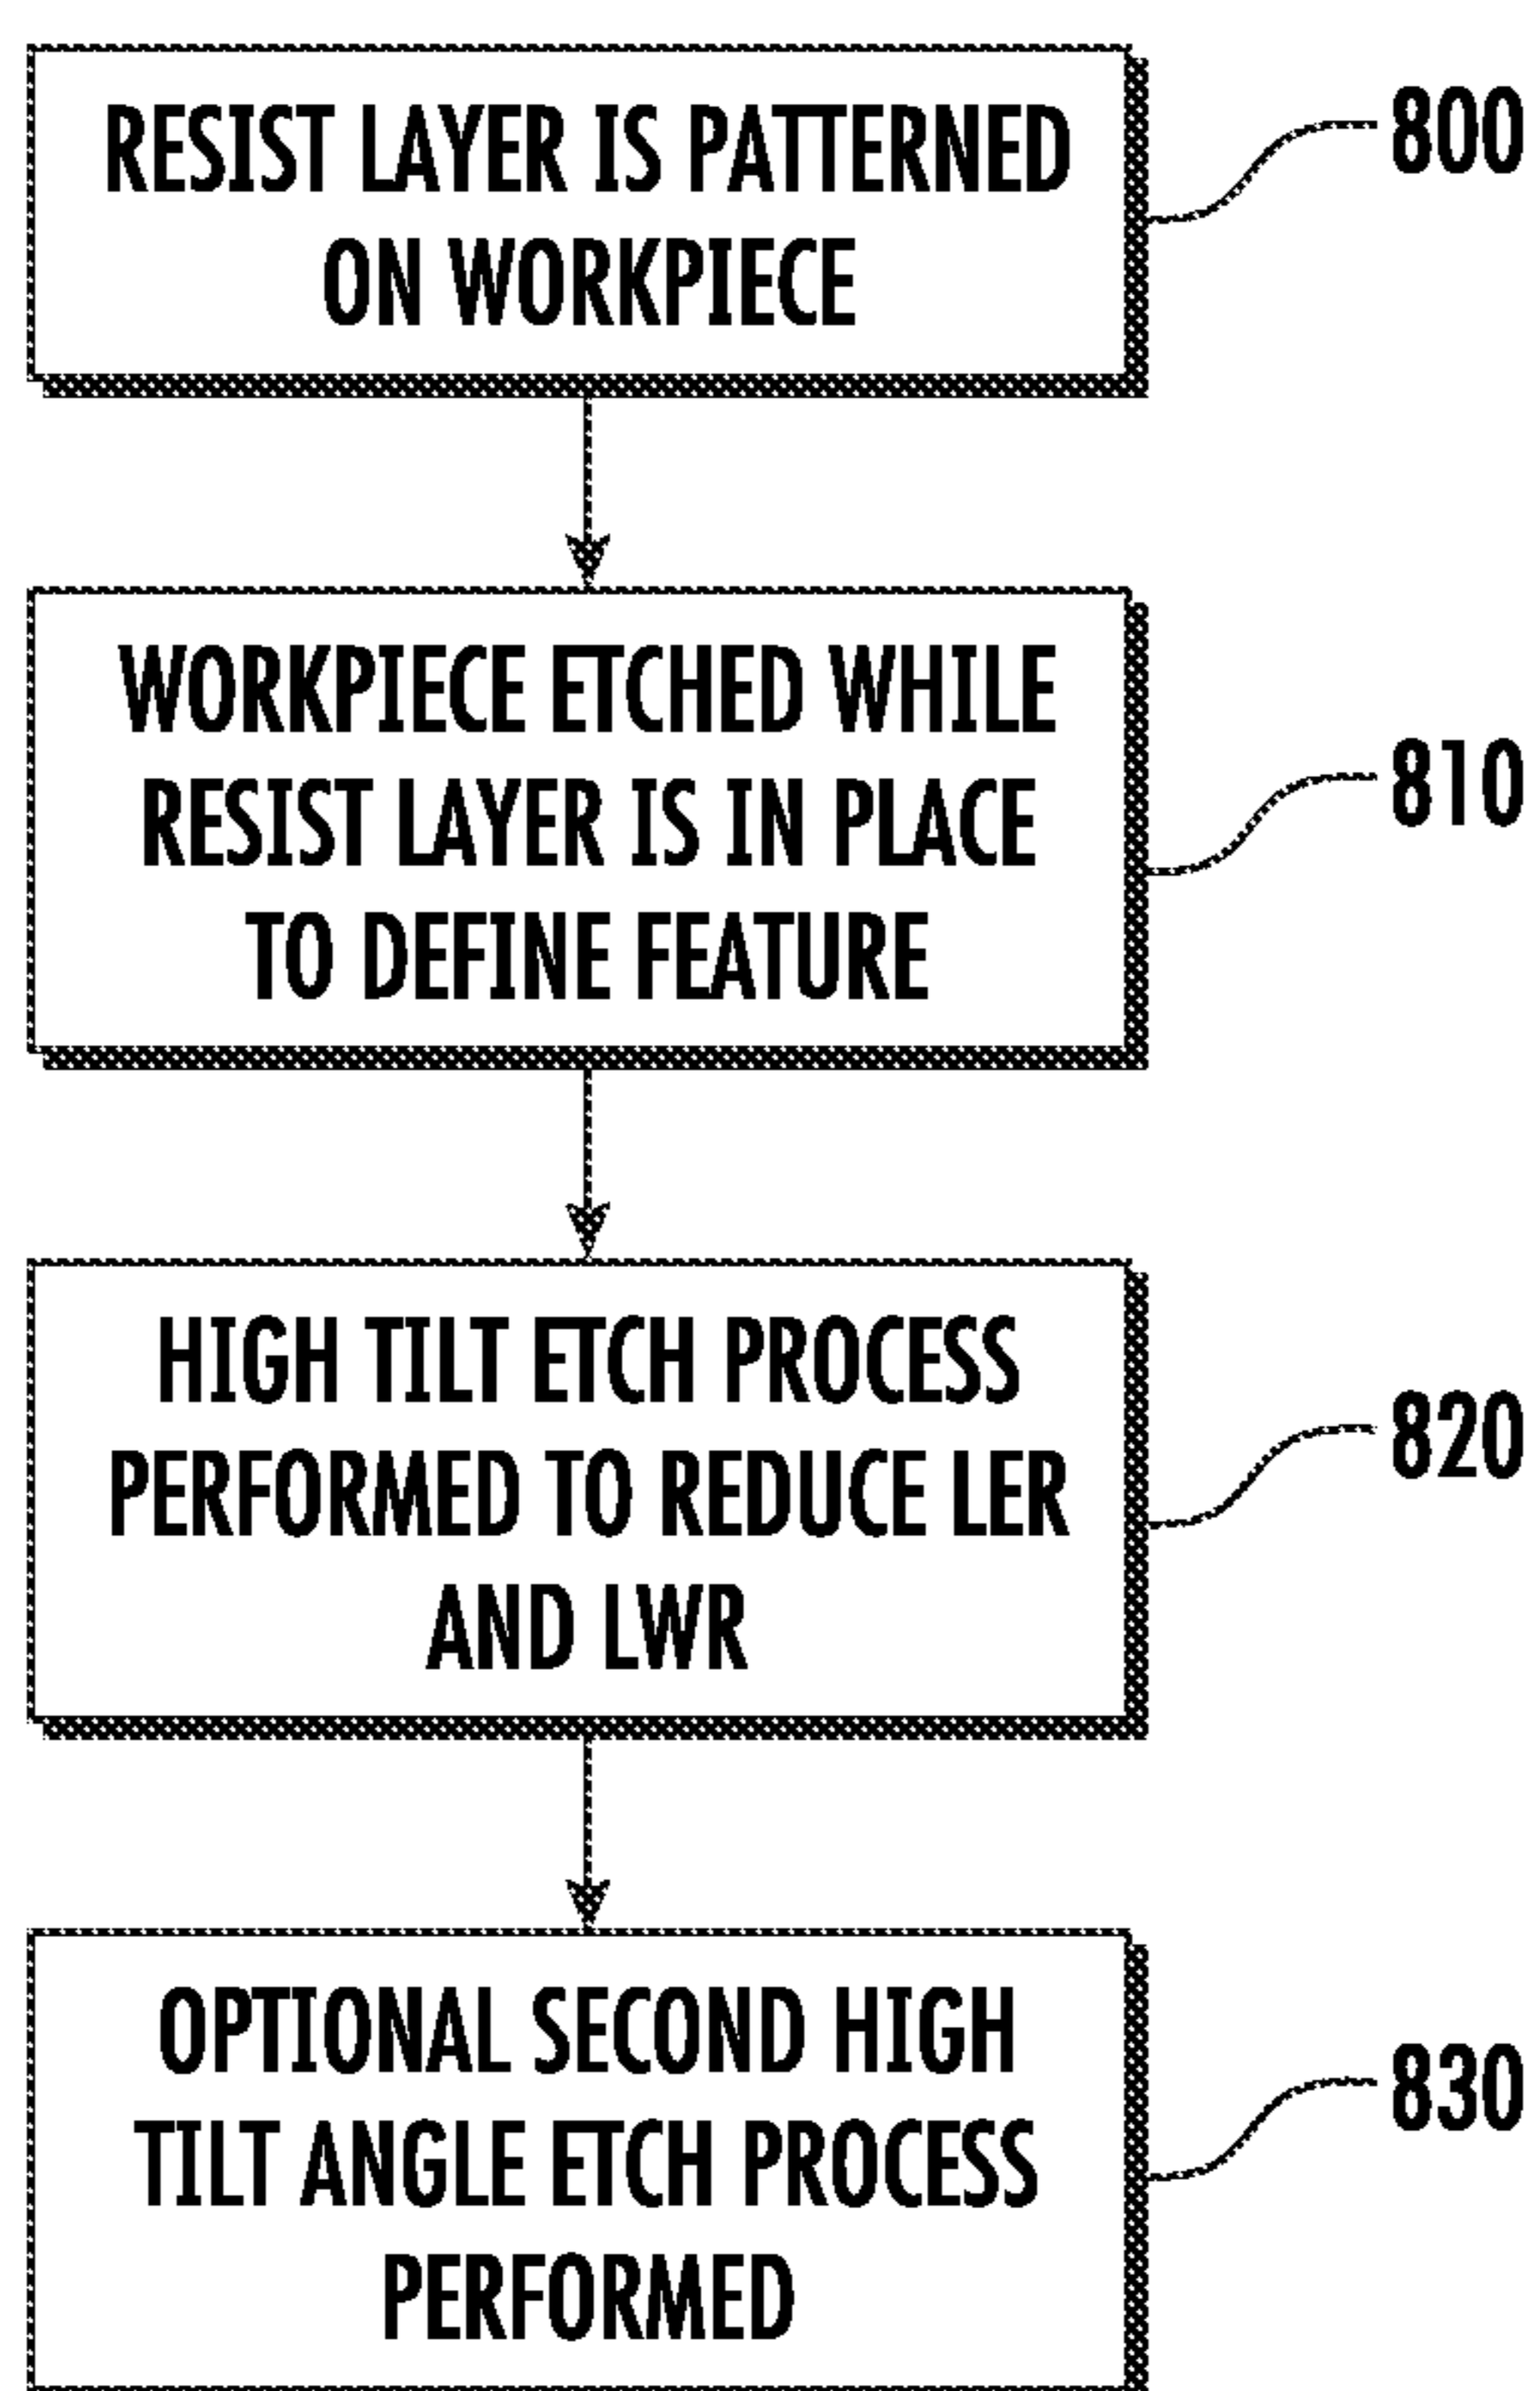 RESIST LAYER IS PATTERNED
ON WORKPIECE
800
WORKPIECE ETCHED WHILE
RESIST LAYER IS IN PLACE
TO DEFINE FEATURE
810
HIGH TILT ETCH PROCESS
PERFORMED TO REDUCE LER
AND LWR
820
OPTIONAL SECOND HIGH
TILT ANGLE ETCH PROCESS
PERFORMED
830